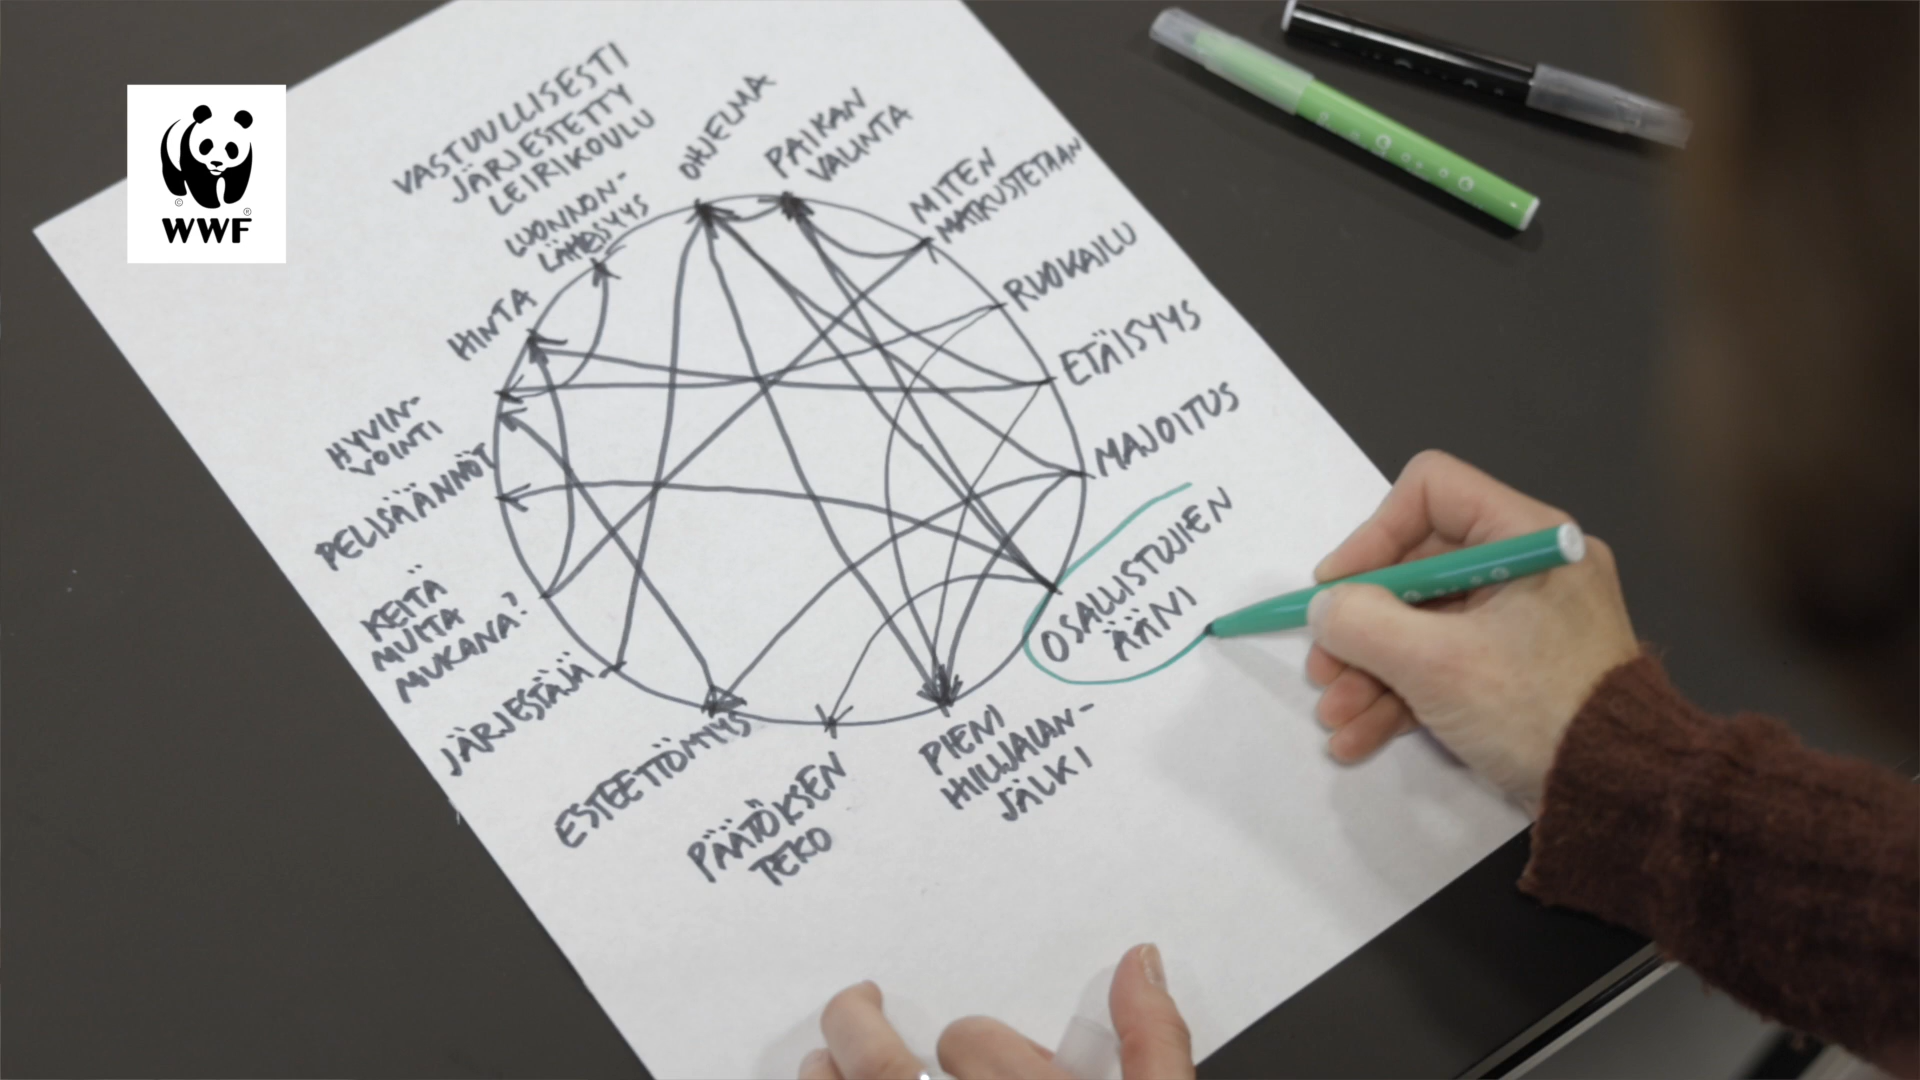 WWF
VASTUULLISESTI
JÄRJESTETTY
LEIRIKOULU
OHJELMA
PAIKAN
VALINTA
MITEN
MATKUSTETAAN
RUOKAILU
ETÄISYYS
MAJOITUS
OSALLISTUJIEN
ÄÄNI
PIENI
HIILIJALAN-
JÄLKI
PÄÄTÖKSEN
TEKO
ESTEETTÖMYYS
JÄRJESTÄJÄ
KEITÄ
MUITA
MUKANA?
PELISÄÄNNÖT
HYVIN-
VOINTI
HINTA
LUONNON-
LÄHEISYYS